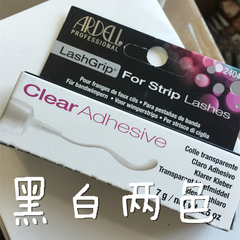 ARDELL
PROFESSIONAL
LashGrip
For Strip Lashes
Pour franges de faux cils
Para pestañas de banda
Für bandwimpern
Voor wimperstrips
Per strisce di ciglia
Clear Adhesive
Colle transparente
Claro Adhesivo
Klarer Kleber
黑白两色